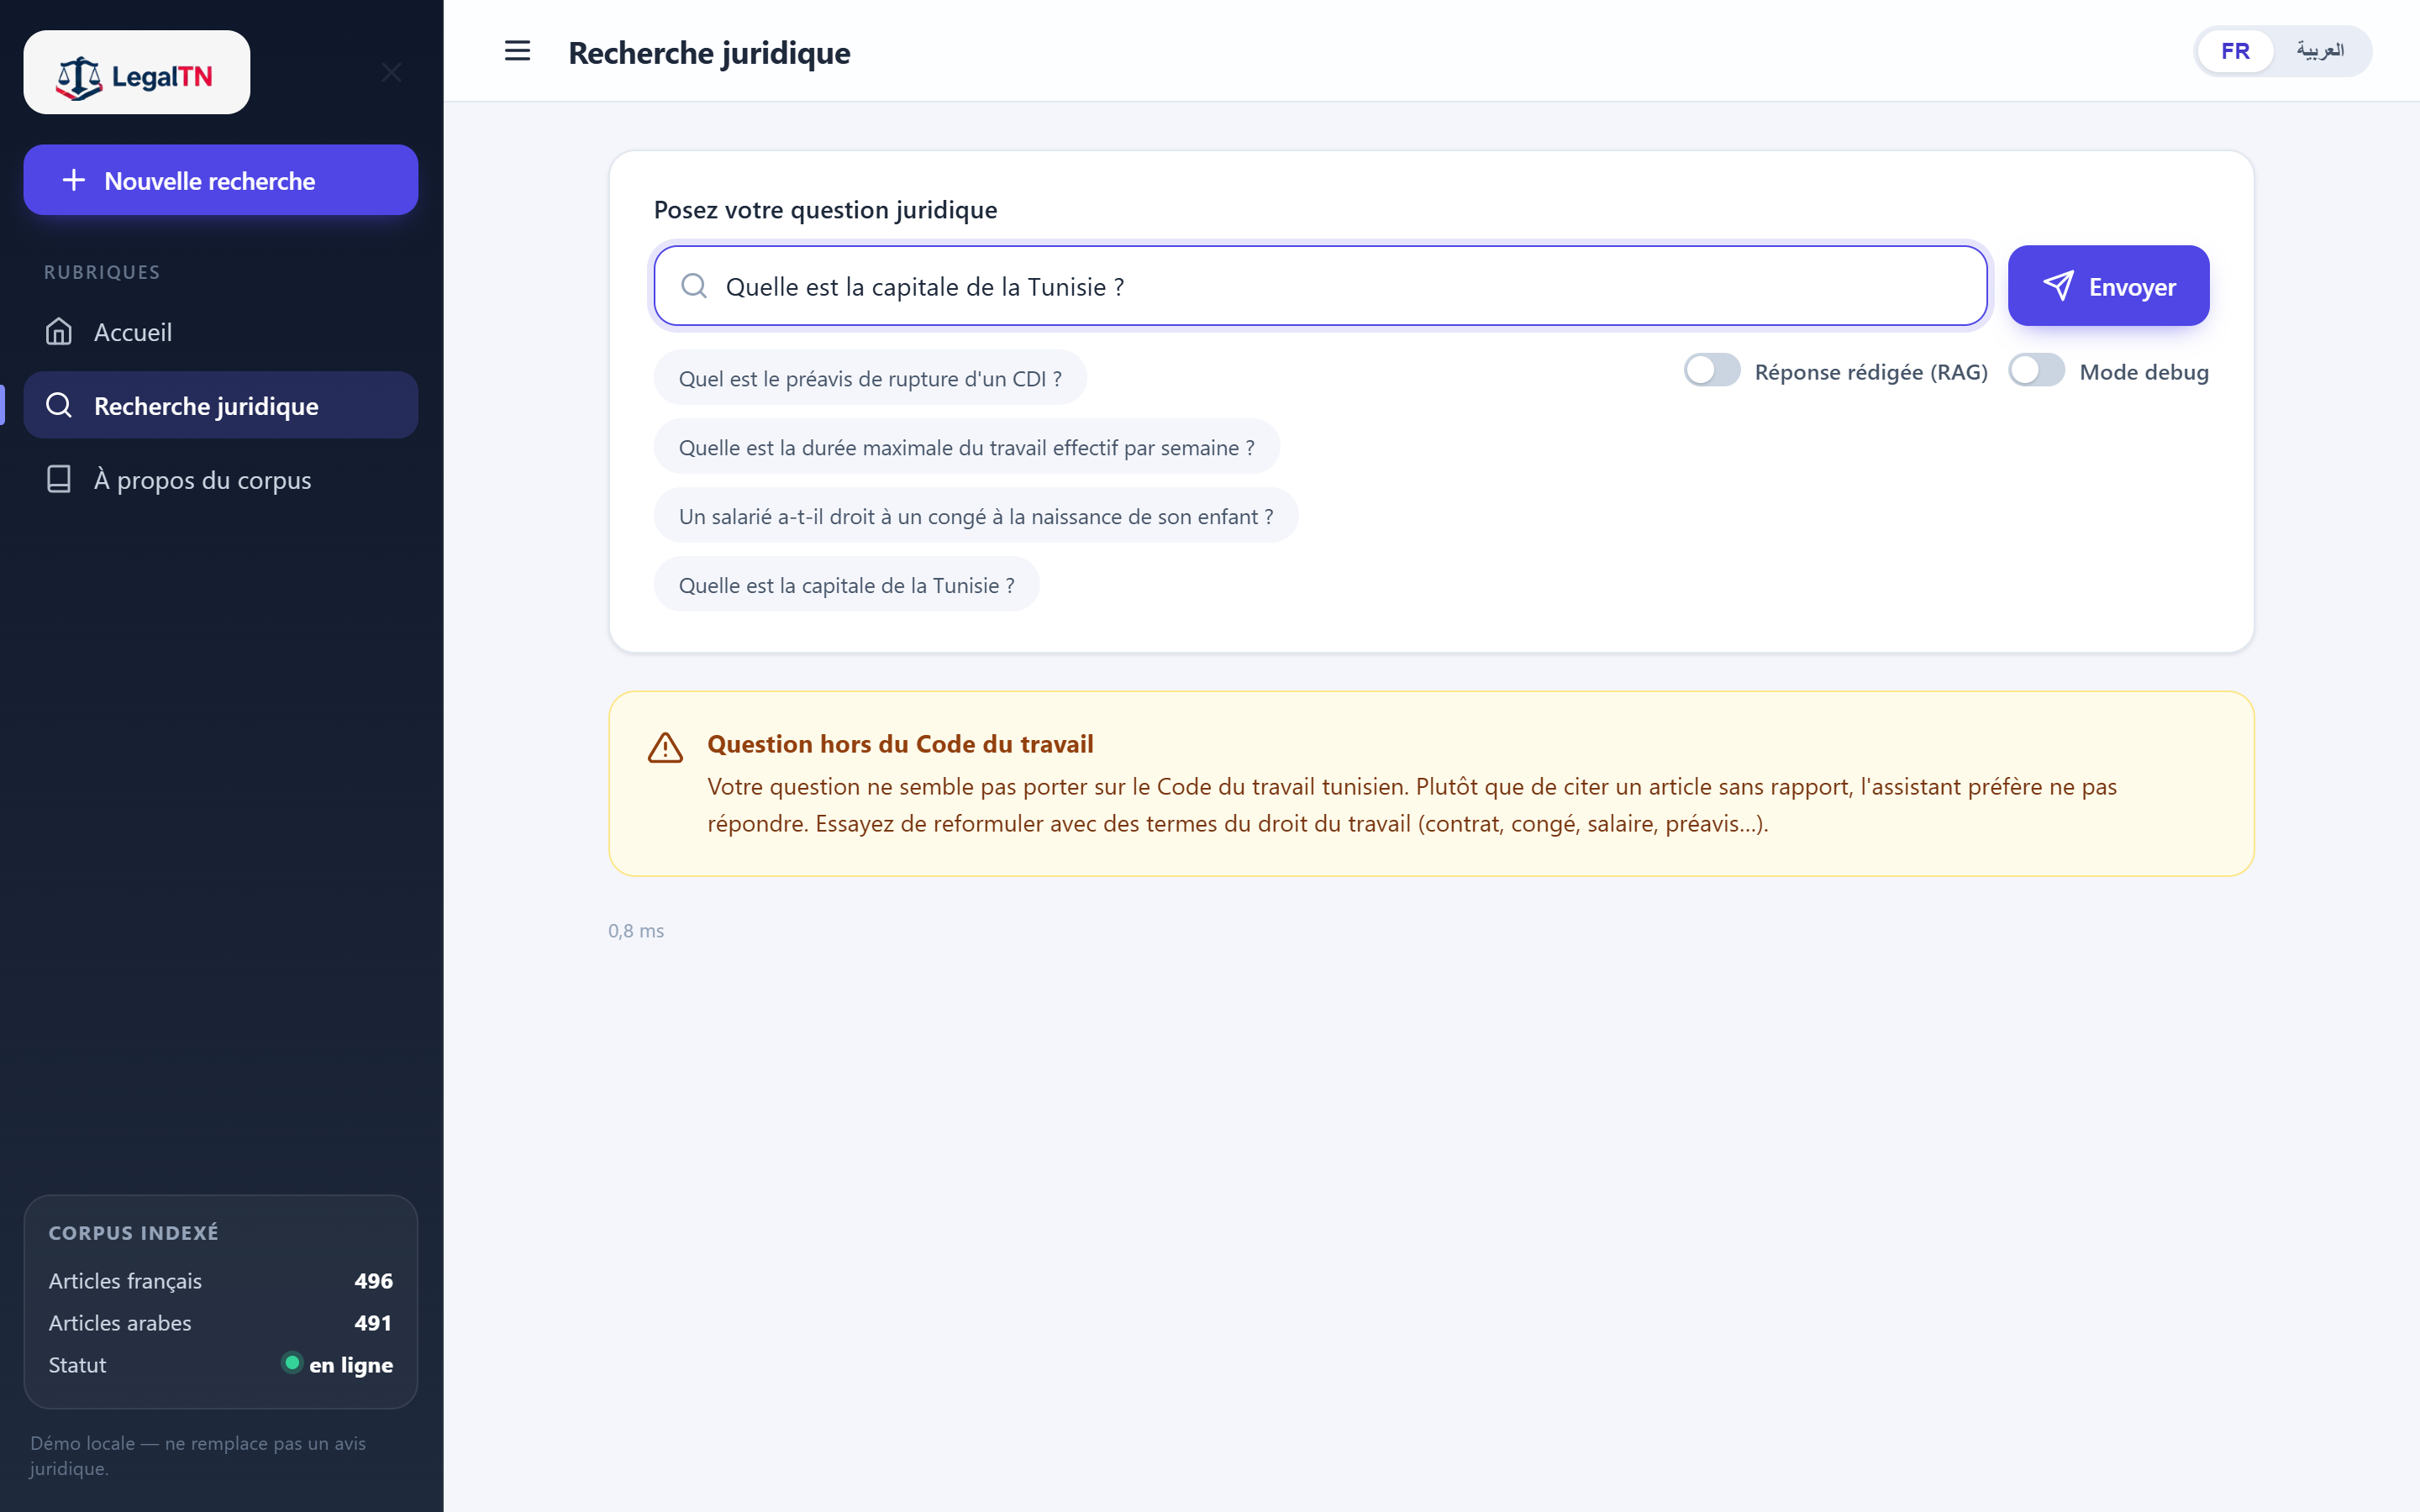 LegalTN
Nouvelle recherche
RUBRIQUES
Accueil
Recherche juridique
À propos du corpus
CORPUS INDEXÉ
Articles français 496
Articles arabes 491
Statut en ligne
Démo locale — ne remplace pas un avis
juridique.
Recherche juridique
FR العربية
Posez votre question juridique
Quelle est la capitale de la Tunisie ?
Envoyer
Quel est le préavis de rupture d'un CDI ?
Réponse rédigée (RAG) Mode debug
Quelle est la durée maximale du travail effectif par semaine ?
Un salarié a-t-il droit à un congé à la naissance de son enfant ?
Quelle est la capitale de la Tunisie ?
Question hors du Code du travail
Votre question ne semble pas porter sur le Code du travail tunisien. Plutôt que de citer un article sans rapport, l'assistant préfère ne pas
répondre. Essayez de reformuler avec des termes du droit du travail (contrat, congé, salaire, préavis…).
0,8 ms